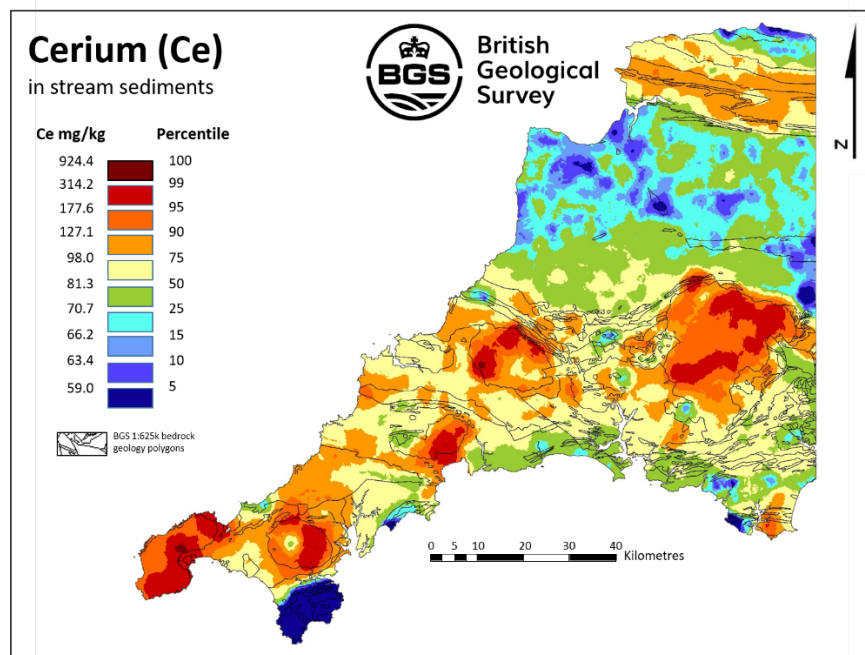 Cerium (Ce)
in stream sediments
BGS
British
Geological
Survey
N
Ce mg/kg Percentile
924.4 100
314.2 99
177.6 95
127.1 90
98.0 75
81.3 50
70.7 25
66.2 15
63.4 10
59.0 5
BGS 1:625k bedrock
geology polygons
0 5 10 20 30 40
Kilometres